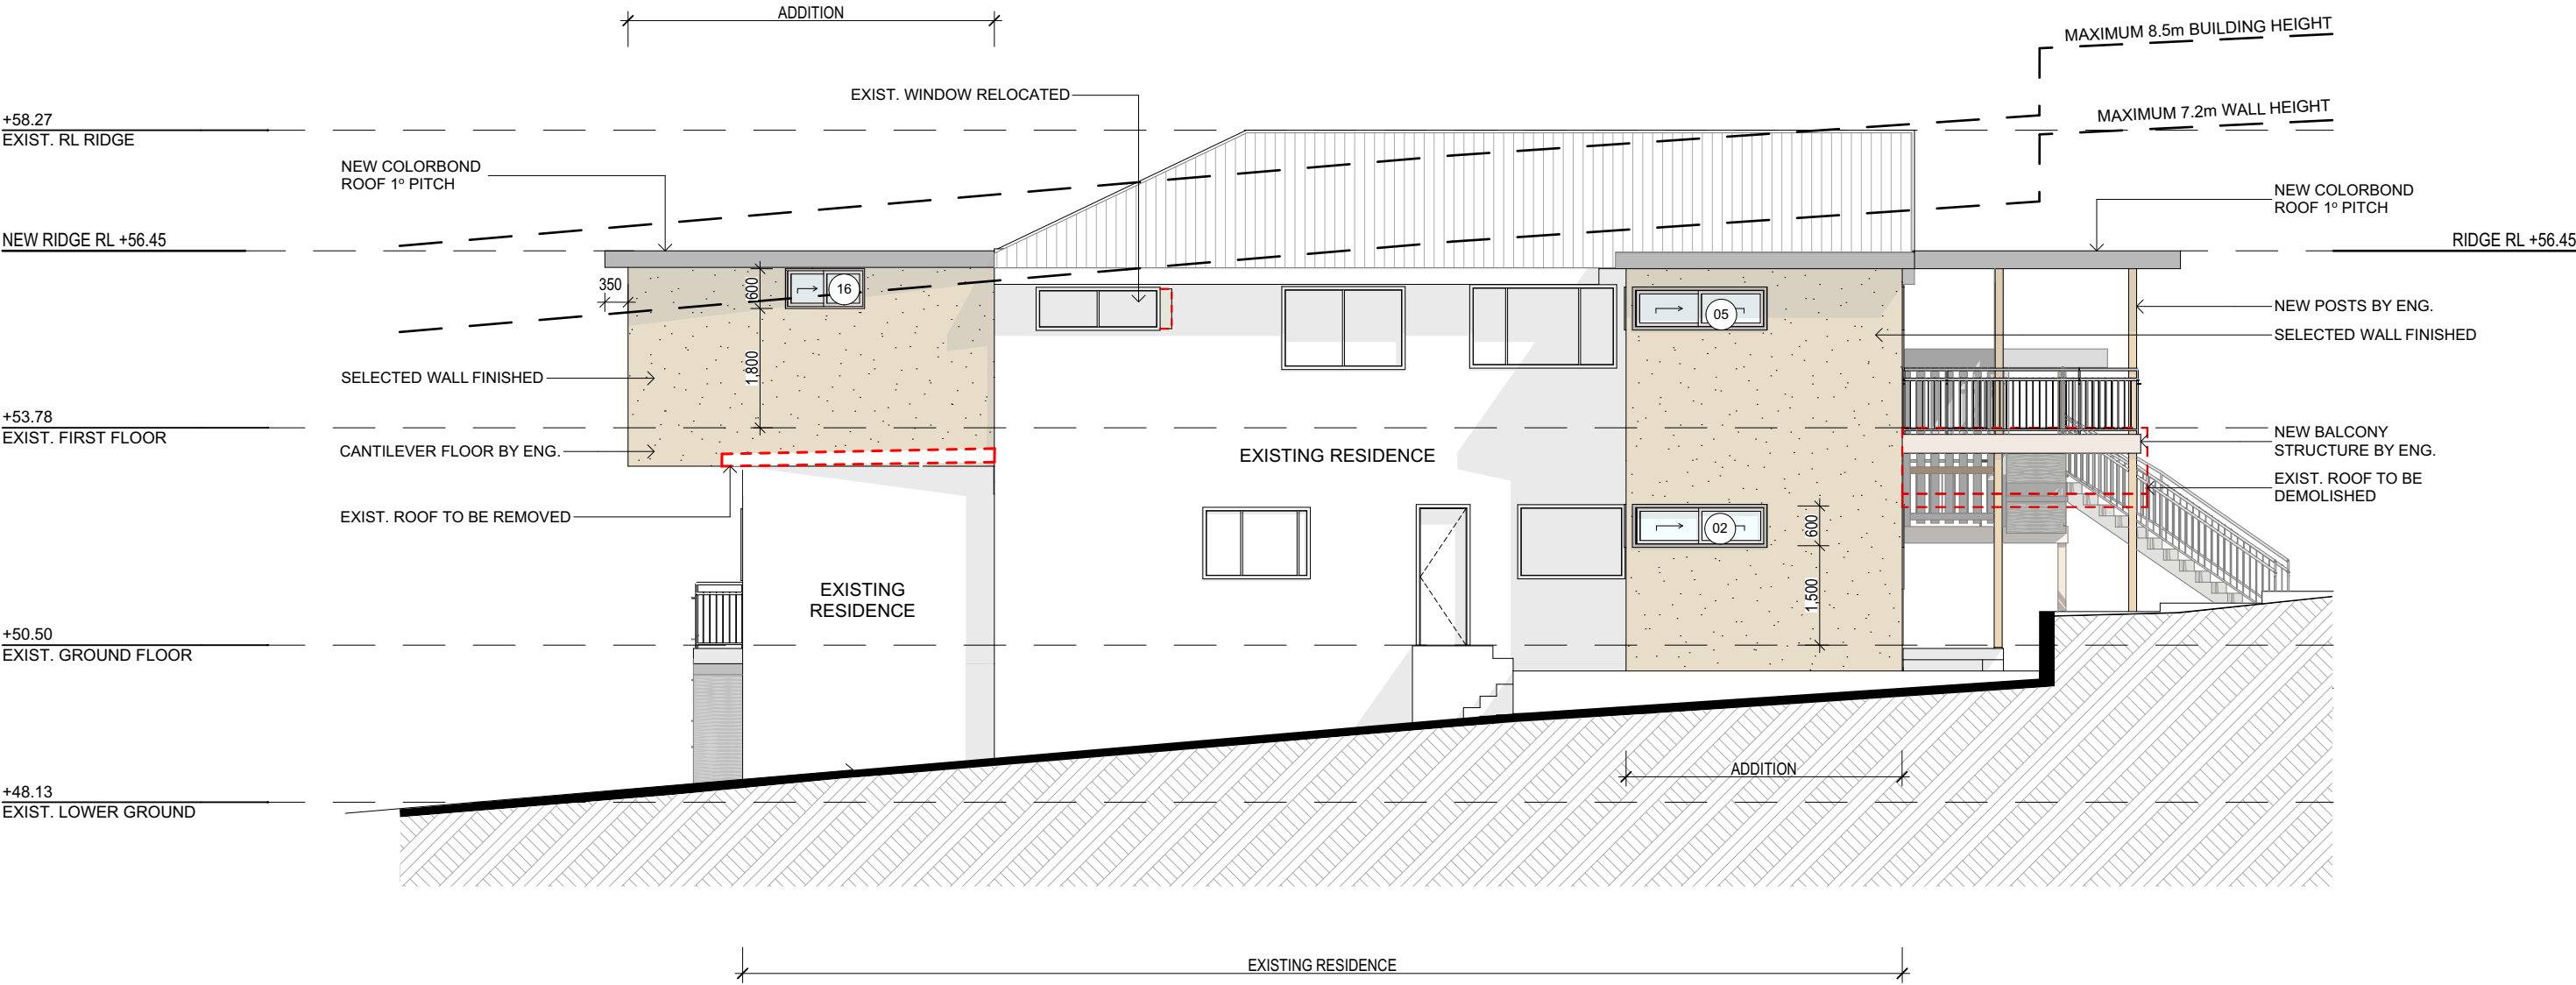 ADDITION
MAXIMUM 8.5m BUILDING HEIGHT
EXIST. WINDOW RELOCATED
MAXIMUM 7.2m WALL HEIGHT
+58.27
EXIST. RL RIDGE
NEW COLORBOND
ROOF 1º PITCH
NEW COLORBOND
ROOF 1º PITCH
NEW RIDGE RL +56.45
RIDGE RL +56.45
350
600
16
05
NEW POSTS BY ENG.
SELECTED WALL FINISHED
1,800
SELECTED WALL FINISHED
+53.78
EXIST. FIRST FLOOR
CANTILEVER FLOOR BY ENG.
EXISTING RESIDENCE
NEW BALCONY
STRUCTURE BY ENG.
EXIST. ROOF TO BE
DEMOLISHED
EXIST. ROOF TO BE REMOVED
02
600
1,500
EXISTING
RESIDENCE
+50.50
EXIST. GROUND FLOOR
ADDITION
+48.13
EXIST. LOWER GROUND
EXISTING RESIDENCE